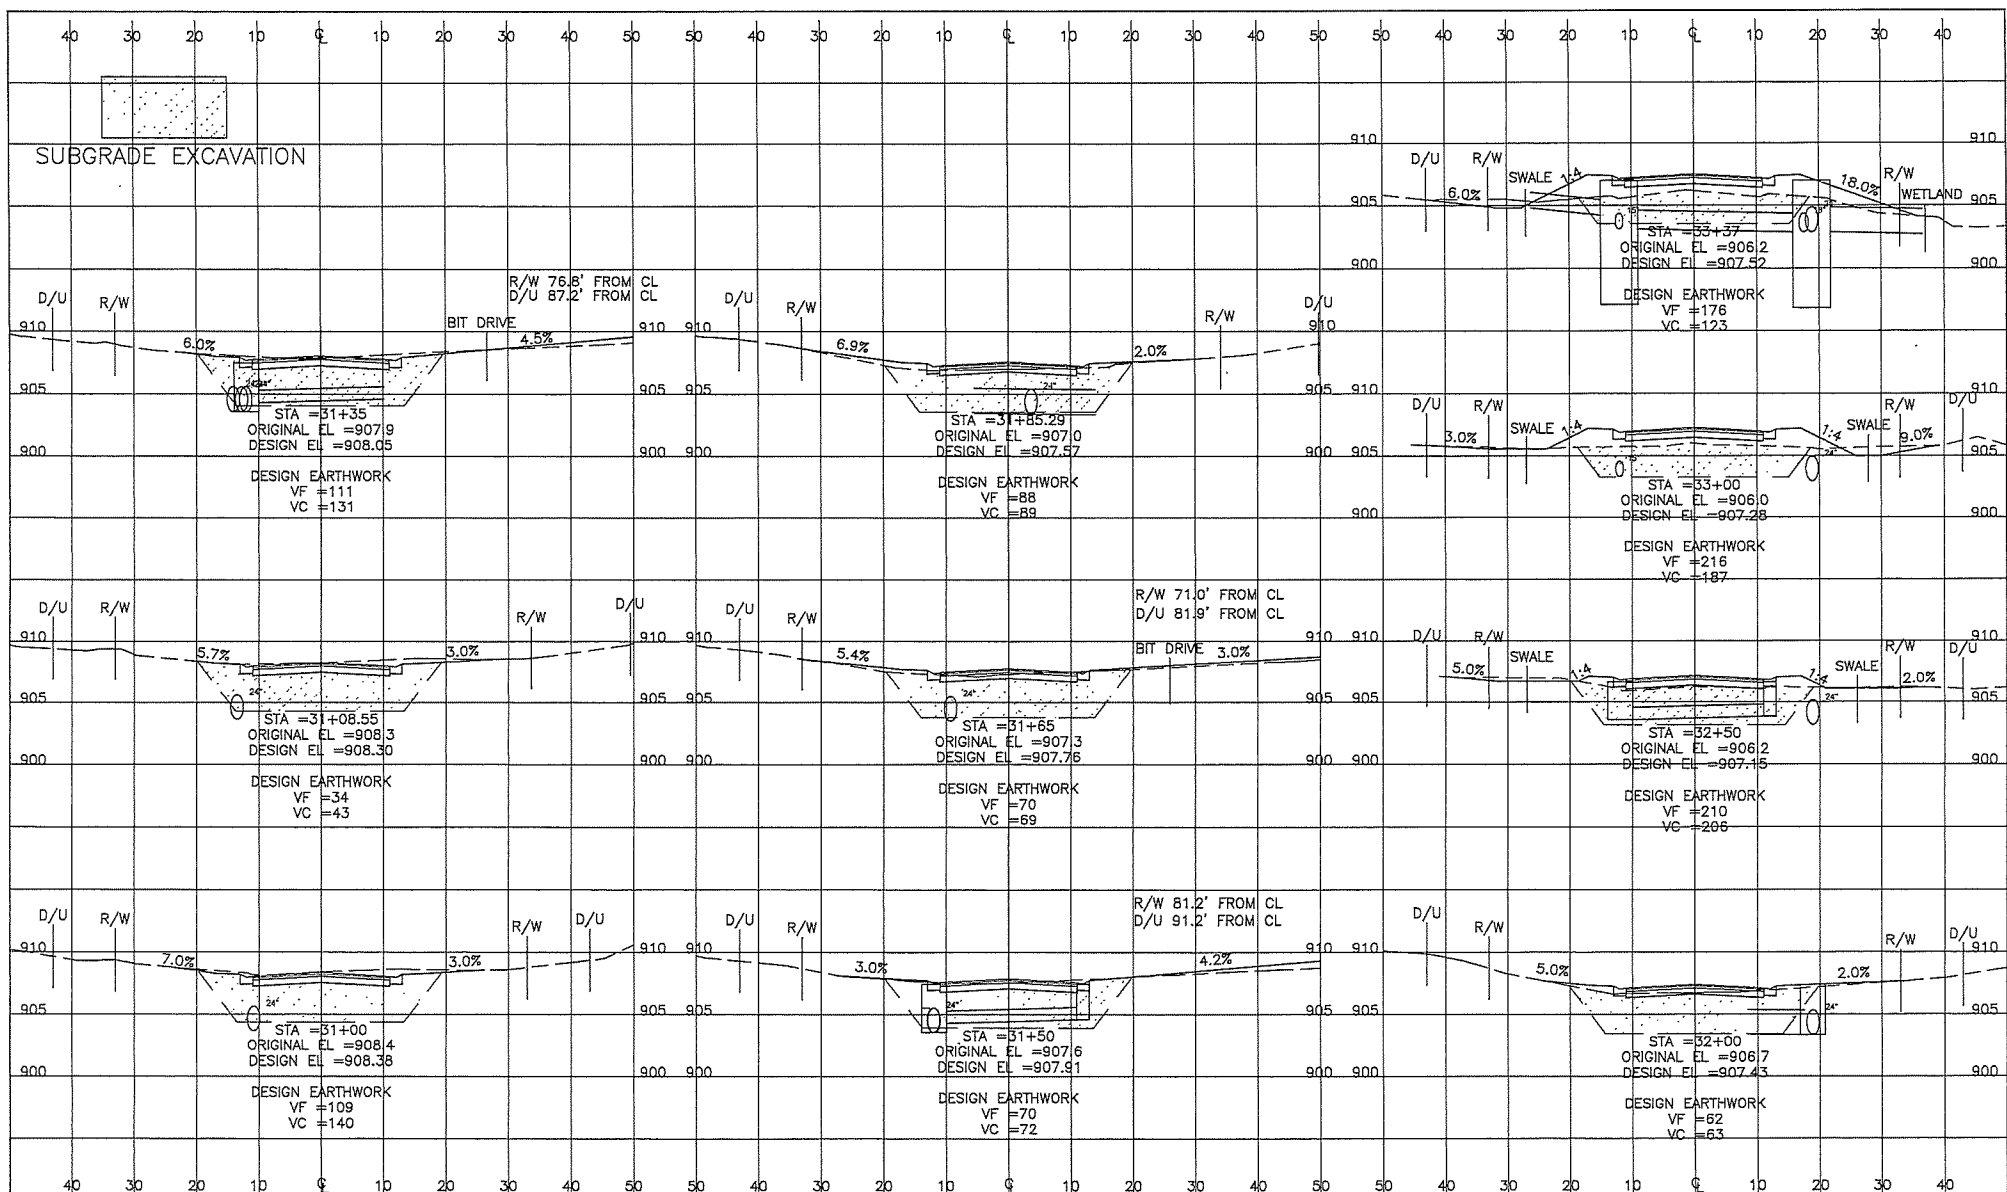 40 30 20 10 CL 10 20 30 40 50 40 30 20 10 CL 10 20 30 40 50 40 30 20 10 CL 10 20 30 40
SUBGRADE EXCAVATION
910 910
D/U R/W SWALE 1:4 18.0% R/W WETLAND
6.0%
905 905
15"
STA =33+37
ORIGINAL EL =906.2
DESIGN EL =907.52
900 900
DESIGN EARTHWORK
VF =176
VC =123
R/W 76.8' FROM CL
D/U 87.2' FROM CL
D/U R/W BIT DRIVE
910 6.0% 4.5% 910
905 905
STA =31+35
ORIGINAL EL =907.9
DESIGN EL =908.05
900 900
DESIGN EARTHWORK
VF =111
VC =131
D/U R/W R/W D/U
910 6.9% 2.0% 910
905 24" 905
STA =31+85.29
ORIGINAL EL =907.0
DESIGN EL =907.57
900 900
DESIGN EARTHWORK
VF =88
VC =89
910 910
D/U R/W SWALE 1:4 1:4 SWALE R/W D/U
3.0% 9.0%
905 15" 24" 905
STA =33+00
ORIGINAL EL =906.0
DESIGN EL =907.28
900 900
DESIGN EARTHWORK
VF =216
VC =187
D/U R/W R/W D/U
910 5.7% 3.0% 910
905 24" 905
STA =31+08.55
ORIGINAL EL =908.3
DESIGN EL =908.30
900 900
DESIGN EARTHWORK
VF =34
VC =43
R/W 71.0' FROM CL
D/U 81.9' FROM CL
D/U R/W BIT DRIVE
910 5.4% 3.0% 910
905 24" 905
STA =31+65
ORIGINAL EL =907.3
DESIGN EL =907.76
900 900
DESIGN EARTHWORK
VF =70
VC =69
910 910
D/U R/W SWALE 1:4 1:4 SWALE R/W D/U
5.0% 2.0%
905 24" 905
STA =32+50
ORIGINAL EL =906.2
DESIGN EL =907.15
900 900
DESIGN EARTHWORK
VF =210
VC =206
D/U R/W R/W D/U
910 7.0% 3.0% 910
905 24" 905
STA =31+00
ORIGINAL EL =908.4
DESIGN EL =908.38
900 900
DESIGN EARTHWORK
VF =109
VC =140
R/W 81.2' FROM CL
D/U 91.2' FROM CL
D/U R/W
910 3.0% 4.2% 910
905 24" 905
STA =31+50
ORIGINAL EL =907.6
DESIGN EL =907.91
900 900
DESIGN EARTHWORK
VF =70
VC =72
D/U R/W R/W D/U
910 5.0% 2.0% 910
905 24" 905
STA =32+00
ORIGINAL EL =906.7
DESIGN EL =907.43
900 900
DESIGN EARTHWORK
VF =62
VC =63
40 30 20 10 CL 10 20 30 40 50 40 30 20 10 CL 10 20 30 40 50 40 30 20 10 CL 10 20 30 40